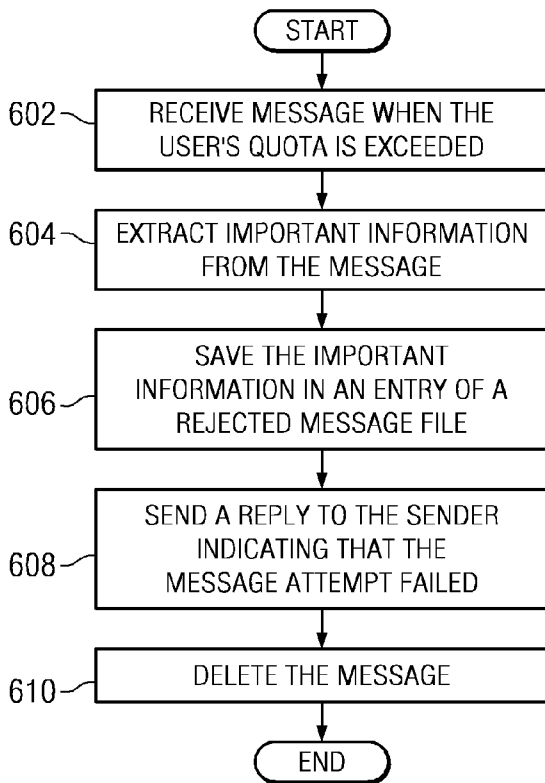 START
602
RECEIVE MESSAGE WHEN THE
USER'S QUOTA IS EXCEEDED
604
EXTRACT IMPORTANT INFORMATION
FROM THE MESSAGE
606
SAVE THE IMPORTANT
INFORMATION IN AN ENTRY OF A
REJECTED MESSAGE FILE
608
SEND A REPLY TO THE SENDER
INDICATING THAT THE
MESSAGE ATTEMPT FAILED
610
DELETE THE MESSAGE
END